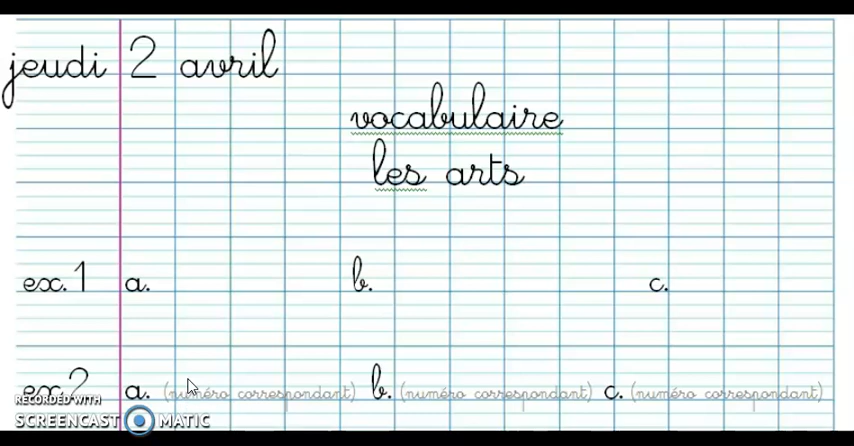 jeudi 2 avril
vocabulaire
les arts
ex.1 a. b. c.
ex.2 a. (numéro correspondant) b. (numéro correspondant) c. (numéro correspondant)
RECORDED WITH
SCREENCAST MATIC